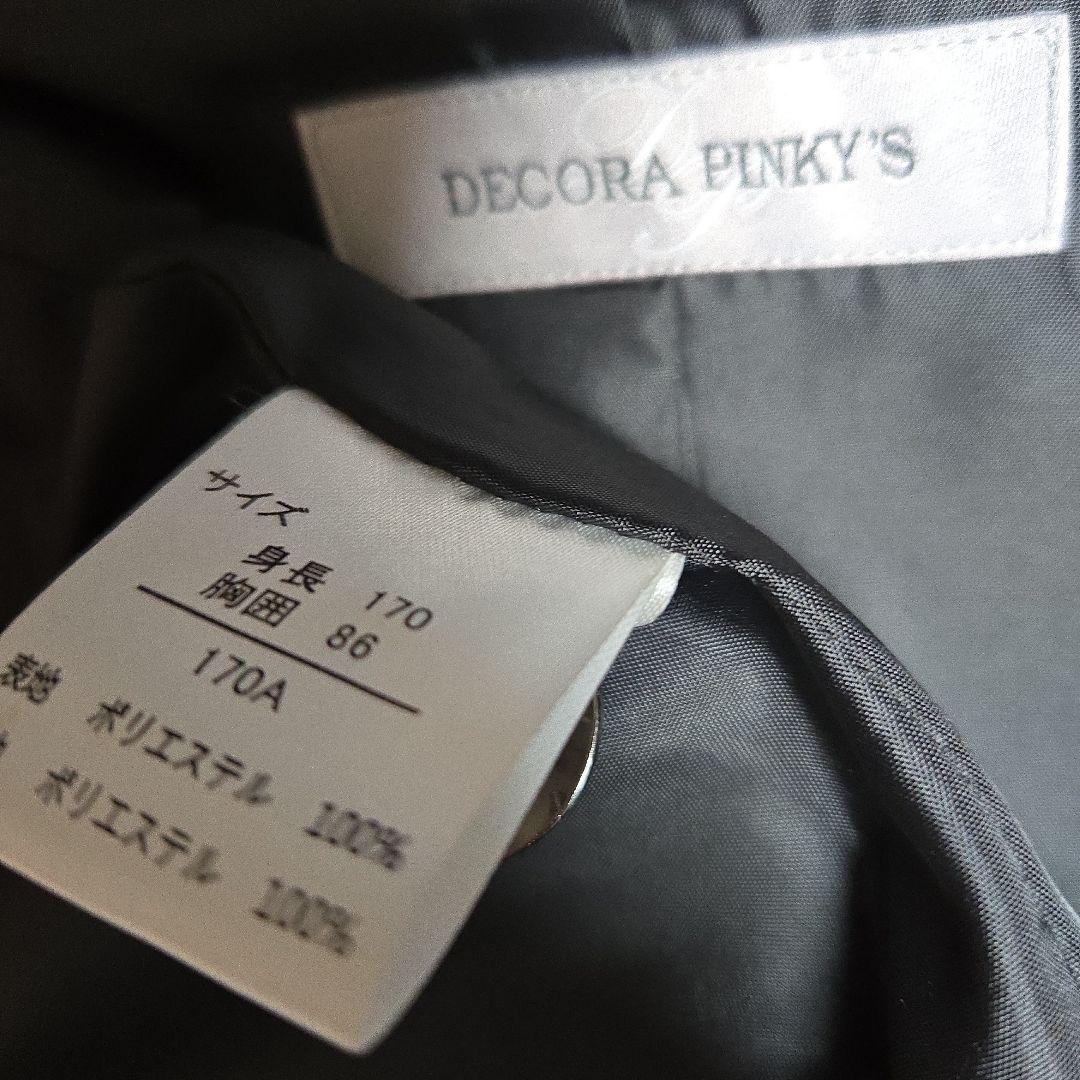 DECORA PINKY'S
サイズ
身長 170
胸囲 86
170A
表地 ポリエステル 100%
ポリエステル 100%